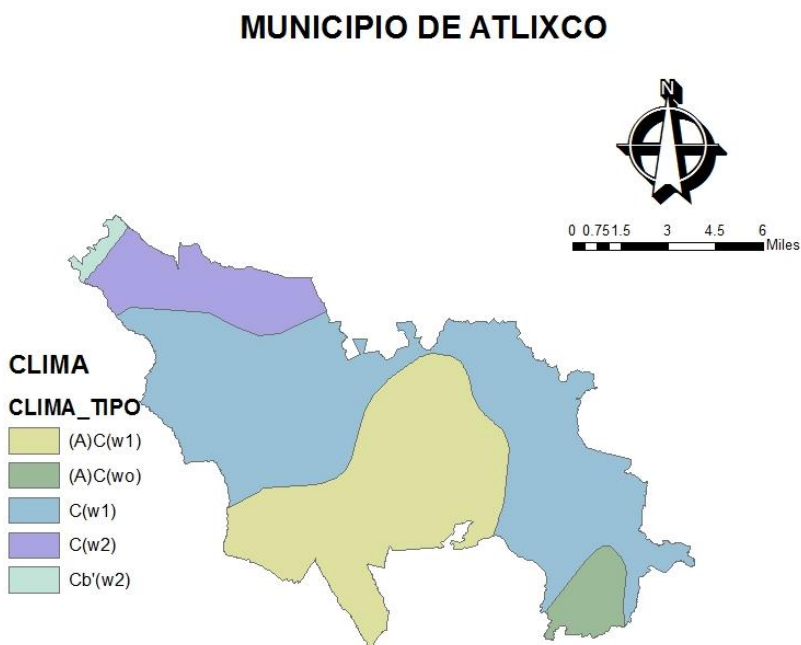 MUNICIPIO DE ATLIXCO
N
0 0.75 1.5 3 4.5 6
Miles
CLIMA
CLIMA_TIPO
(A)C(w1)
(A)C(wo)
C(w1)
C(w2)
Cb'(w2)